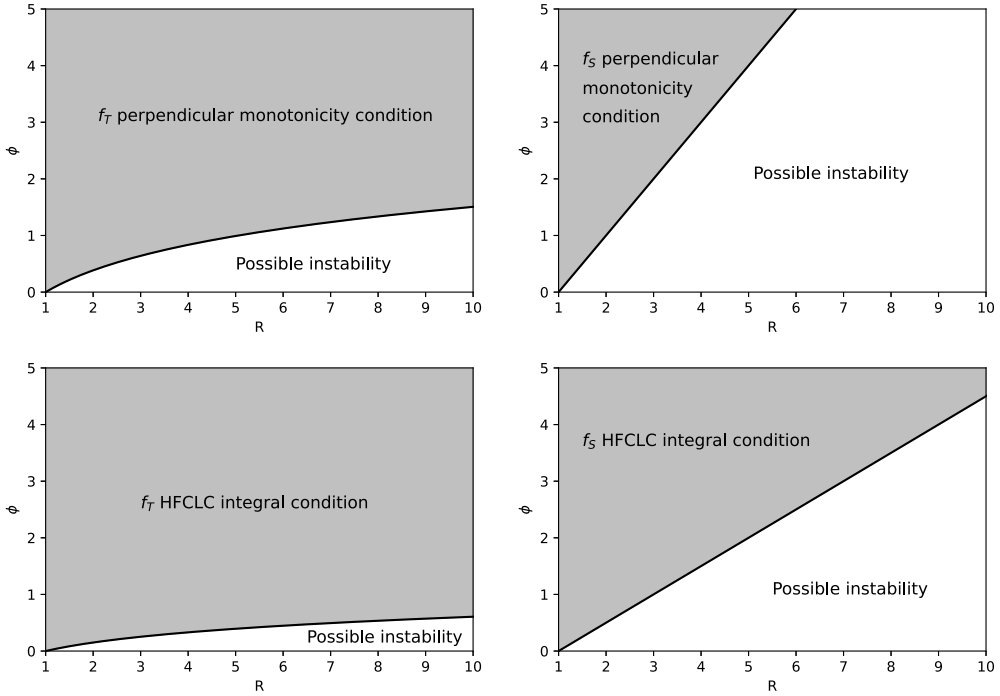 5
4
3
2
1
0
ϕ
f_T perpendicular monotonicity condition
Possible instability
1 2 3 4 5 6 7 8 9 10
R
5
4
3
2
1
0
ϕ
f_S perpendicular
monotonicity
condition
Possible instability
1 2 3 4 5 6 7 8 9 10
R
5
4
3
2
1
0
ϕ
f_T HFCLC integral condition
Possible instability
1 2 3 4 5 6 7 8 9 10
R
5
4
3
2
1
0
ϕ
f_S HFCLC integral condition
Possible instability
1 2 3 4 5 6 7 8 9 10
R